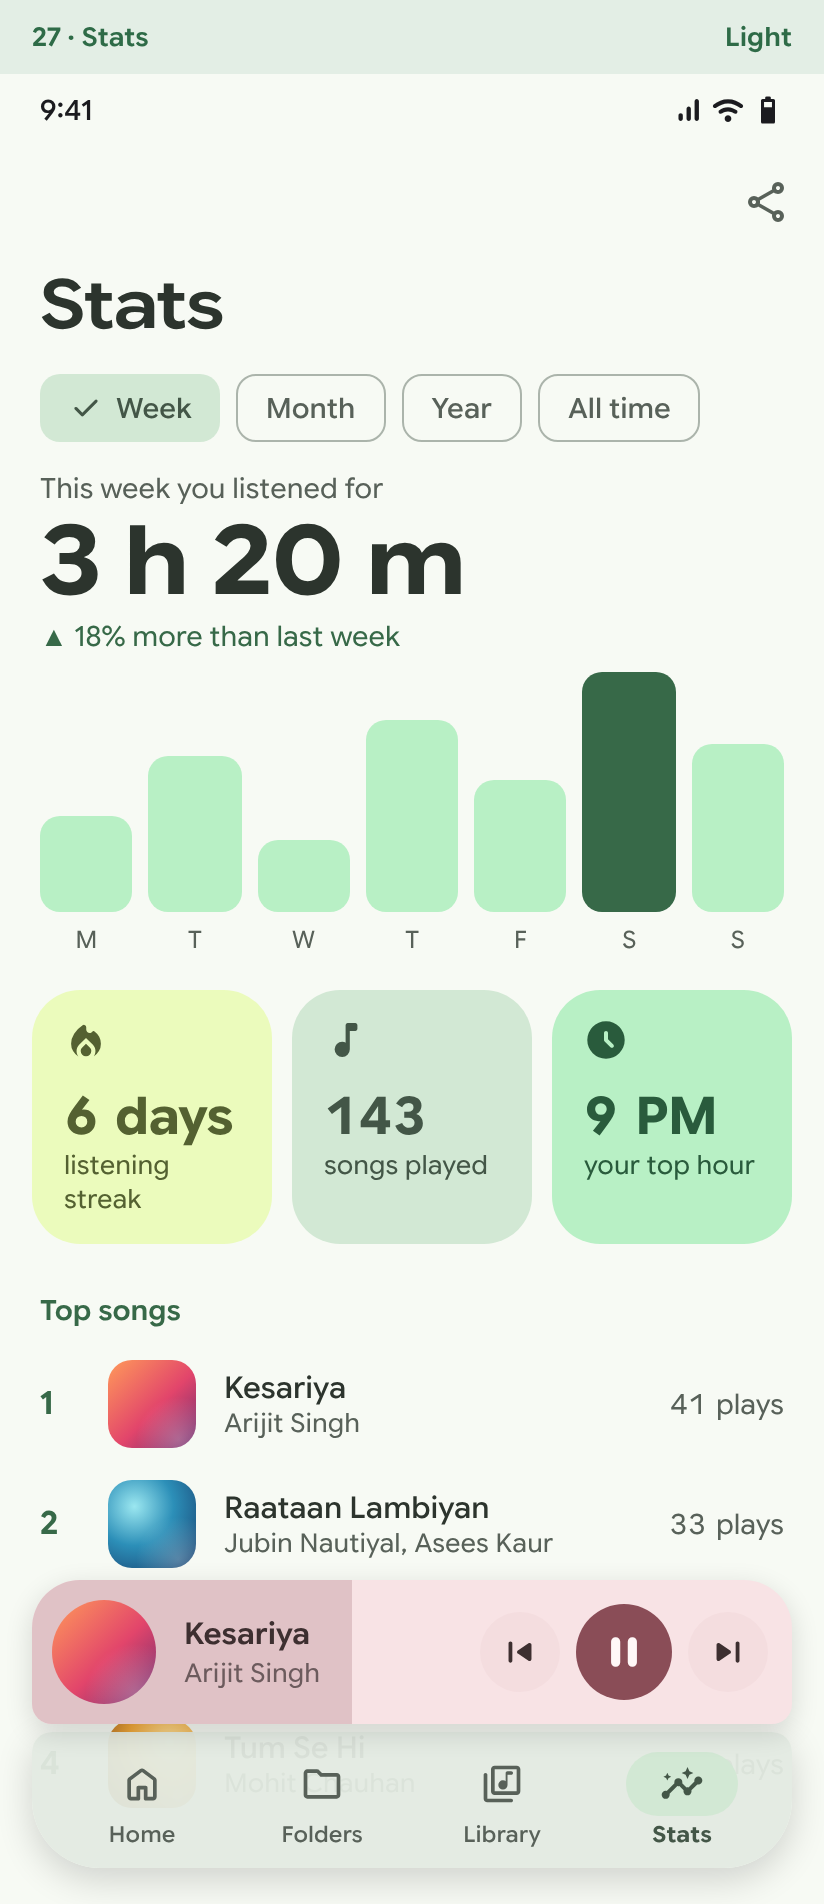 27 · Stats
Light
9:41
Stats
Week
Month
Year
All time
This week you listened for
3 h 20 m
▲ 18% more than last week
M
T
W
T
F
S
S
6 days
listening
streak
143
songs played
9 PM
your top hour
Top songs
1
Kesariya
Arijit Singh
41 plays
2
Raataan Lambiyan
Jubin Nautiyal, Asees Kaur
33 plays
Kesariya
Arijit Singh
4
Tum Se Hi
Mohit Chauhan
plays
Home
Folders
Library
Stats